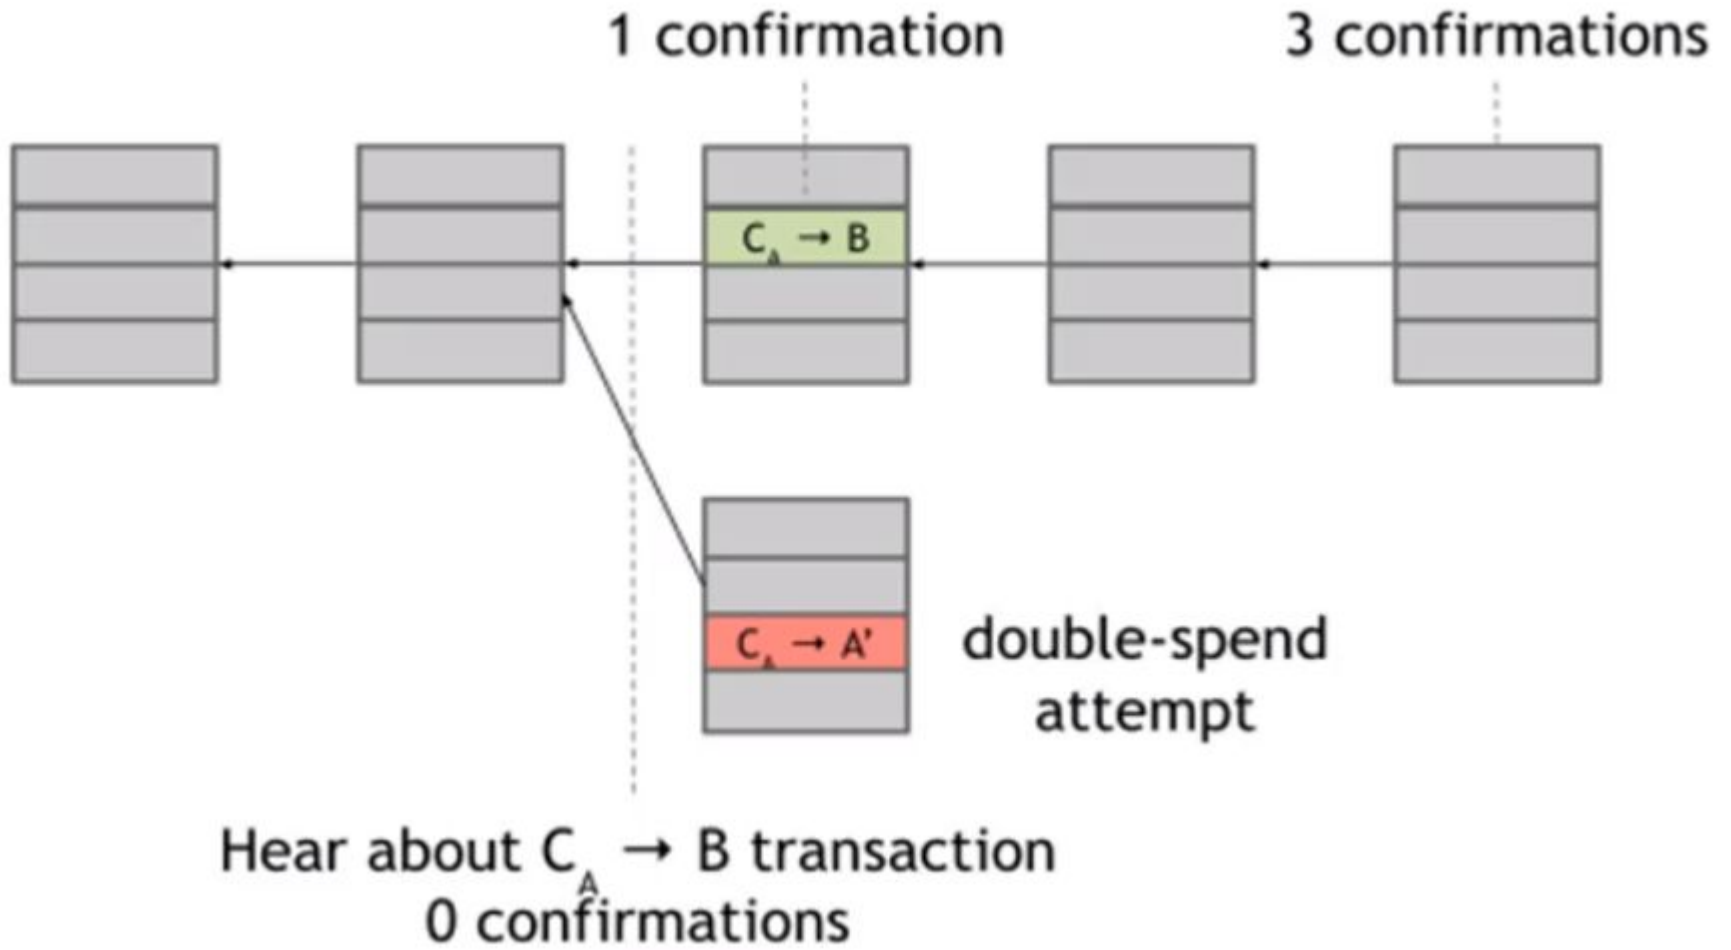 1 confirmation
3 confirmations
C_A → B
C_A → A’
double-spend
attempt
Hear about C_A → B transaction
0 confirmations